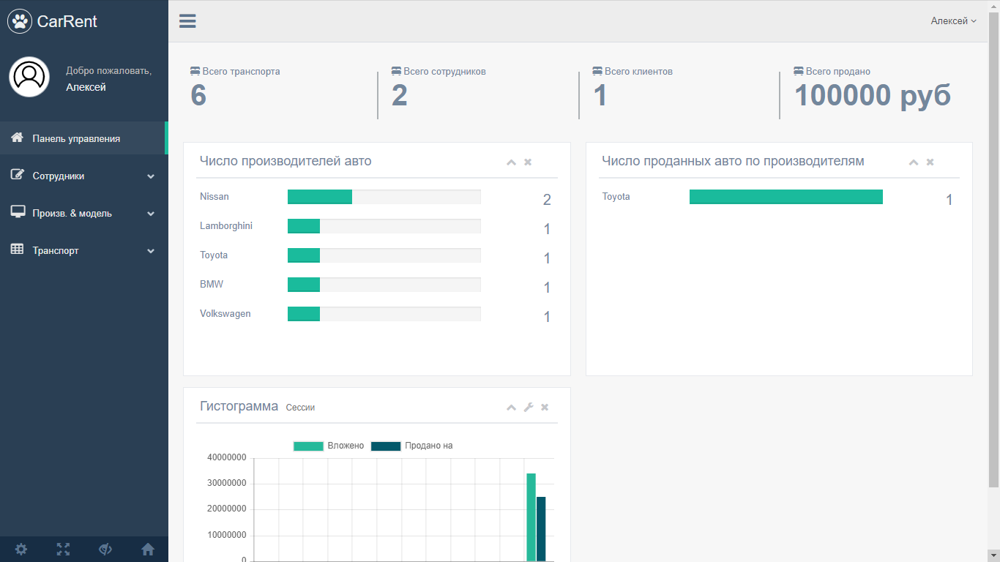 CarRent
Алексей
Добро пожаловать,
Алексей
Панель управления
Сотрудники
Произв. & модель
Транспорт
Всего транспорта
6
Всего сотрудников
2
Всего клиентов
1
Всего продано
100000 руб
Число производителей авто
Nissan 2
Lamborghini 1
Toyota 1
BMW 1
Volkswagen 1
Число проданных авто по производителям
Toyota 1
Гистограмма Сессии
Вложено Продано на
40000000
30000000
20000000
10000000
0